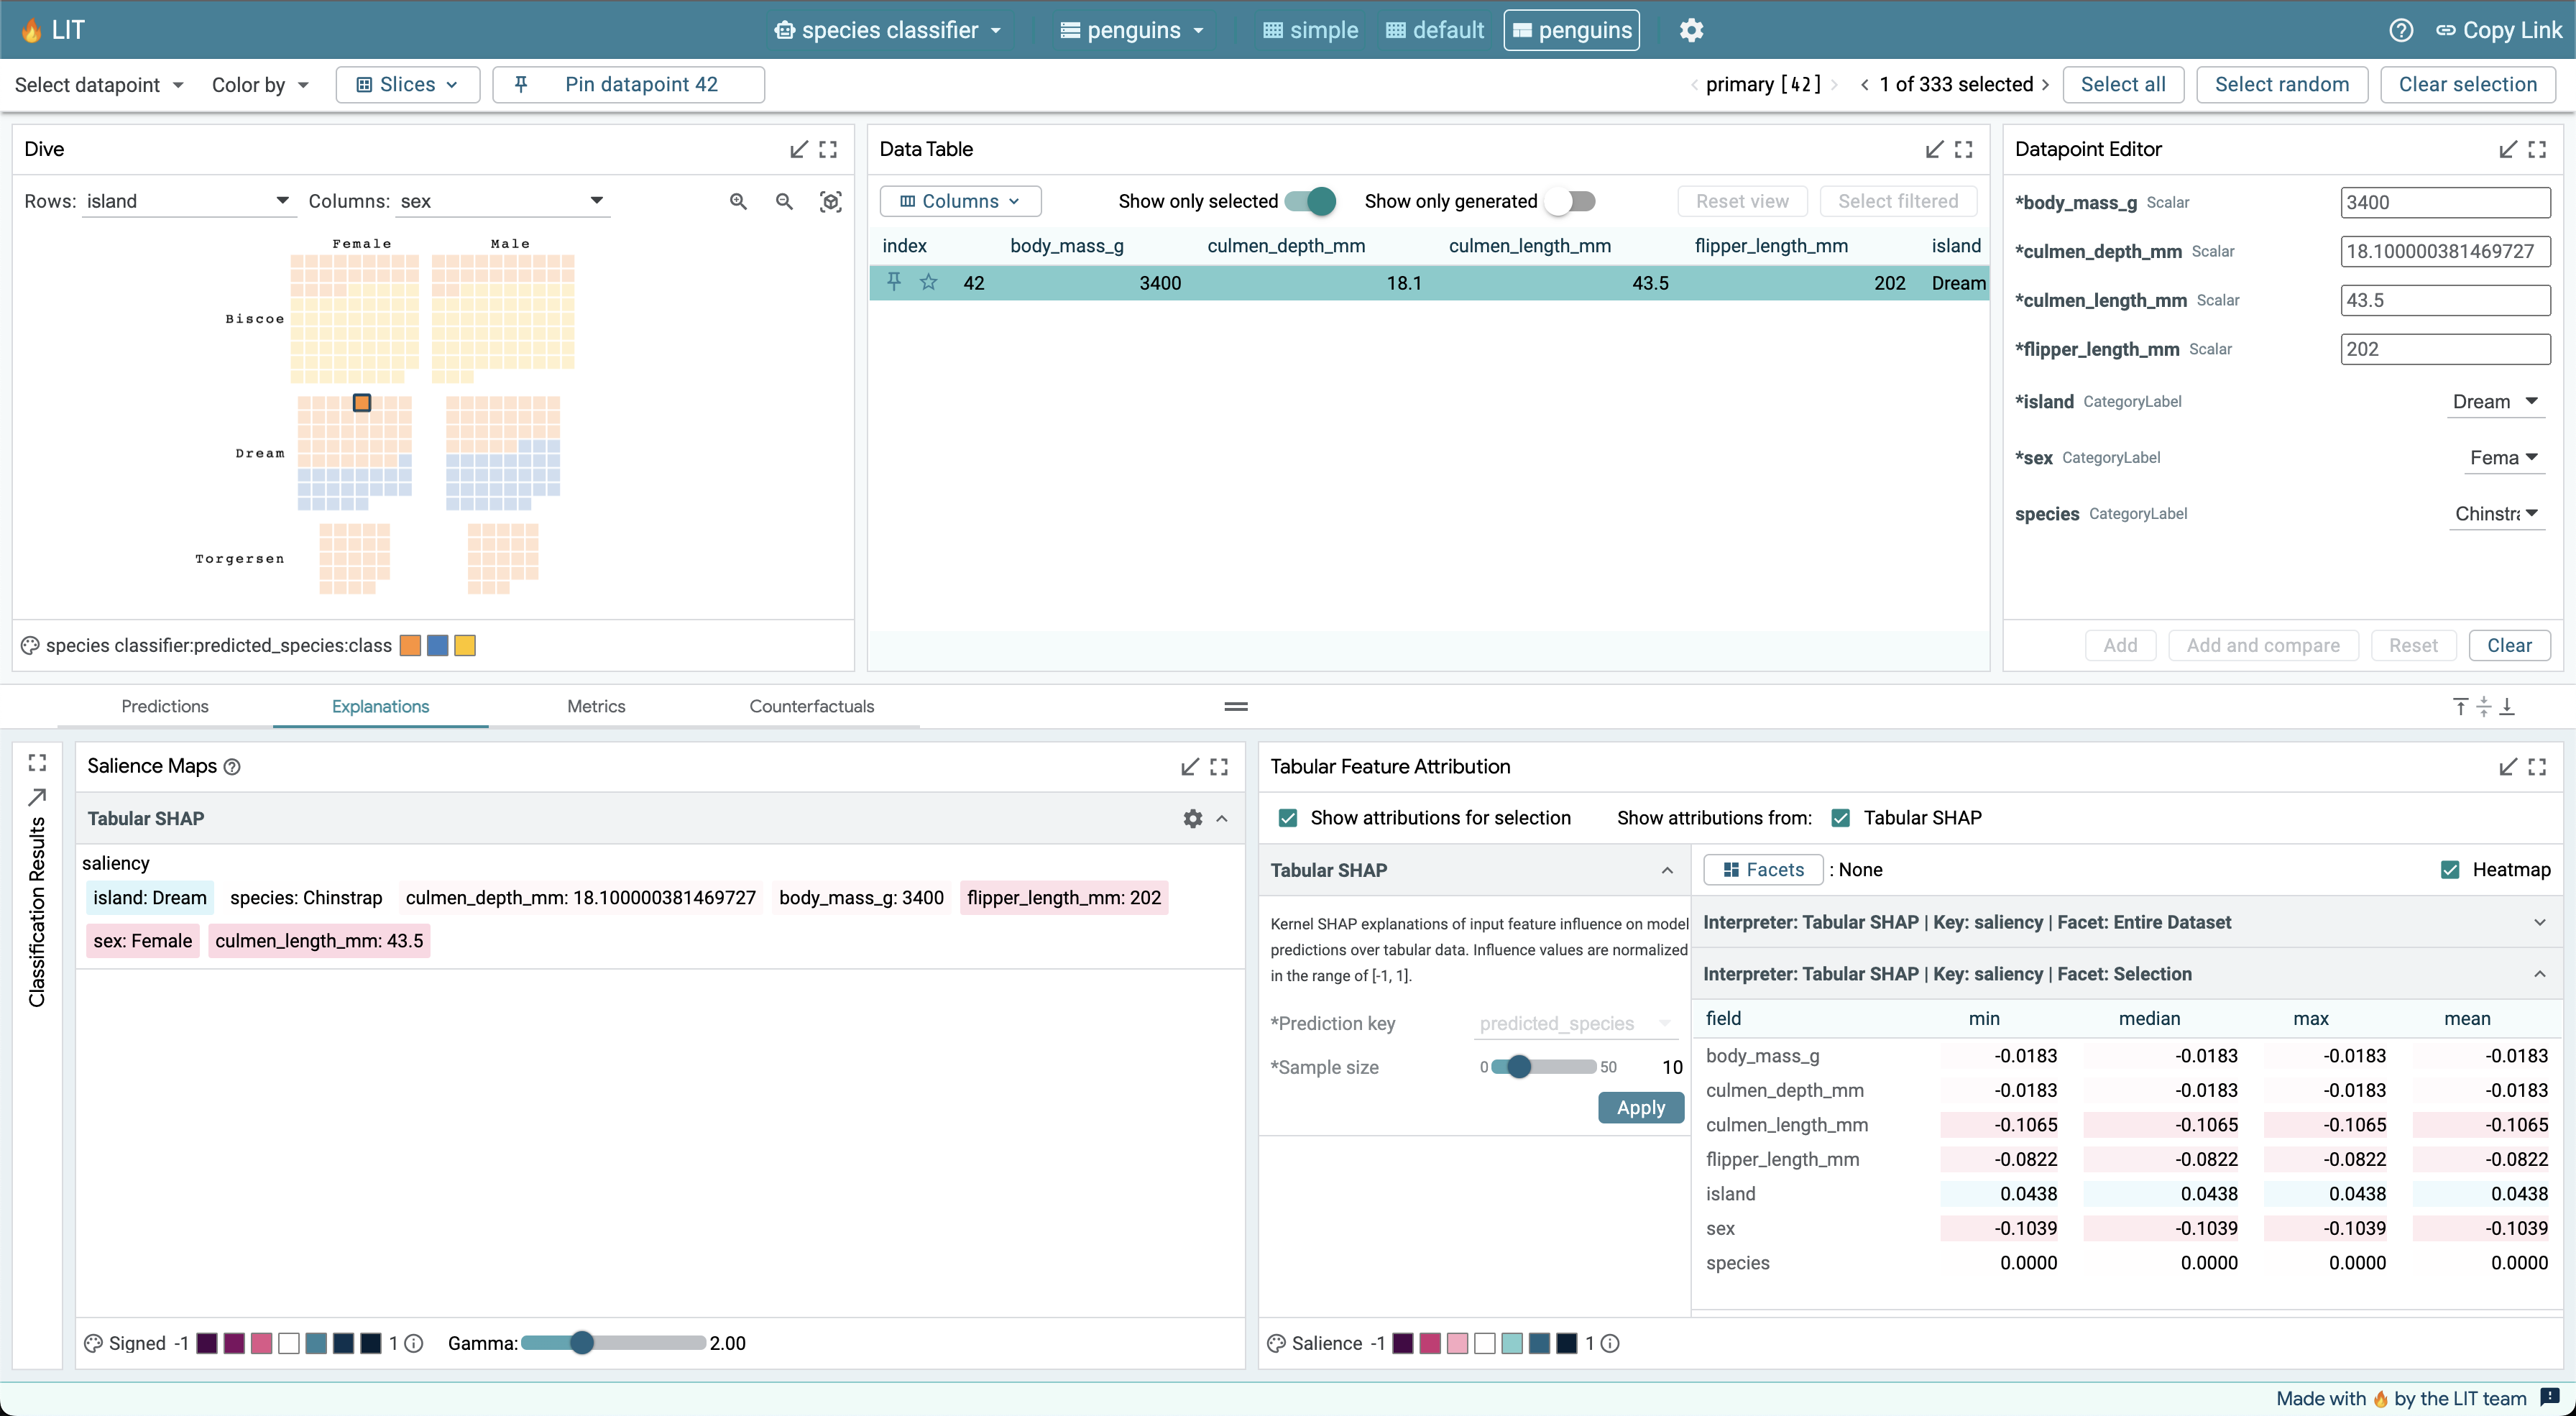 LIT
species classifier
penguins
simple
default
penguins
Copy Link
Select datapoint
Color by
Slices
Pin datapoint 42
primary [42]
1 of 333 selected
Select all
Select random
Clear selection
Dive
Rows: island
Columns: sex
Female
Male
Biscoe
Dream
Torgersen
species classifier:predicted_species:class
Data Table
Columns
Show only selected
Show only generated
Reset view
Select filtered
index body_mass_g culmen_depth_mm culmen_length_mm flipper_length_mm island
42 3400 18.1 43.5 202 Dream
Datapoint Editor
*body_mass_g Scalar 3400
*culmen_depth_mm Scalar 18.100000381469727
*culmen_length_mm Scalar 43.5
*flipper_length_mm Scalar 202
*island CategoryLabel Dream
*sex CategoryLabel Fema
species CategoryLabel Chinstra
Add
Add and compare
Reset
Clear
Predictions
Explanations
Metrics
Counterfactuals
Classification Results
Salience Maps
Tabular SHAP
saliency
island: Dream species: Chinstrap culmen_depth_mm: 18.100000381469727 body_mass_g: 3400 flipper_length_mm: 202
sex: Female culmen_length_mm: 43.5
Signed -1 1
Gamma: 2.00
Tabular Feature Attribution
Show attributions for selection
Show attributions from:
Tabular SHAP
Tabular SHAP
Kernel SHAP explanations of input feature influence on model
predictions over tabular data. Influence values are normalized
in the range of [-1, 1].
*Prediction key predicted_species
*Sample size 0 50 10
Apply
Facets : None
Heatmap
Interpreter: Tabular SHAP | Key: saliency | Facet: Entire Dataset
Interpreter: Tabular SHAP | Key: saliency | Facet: Selection
field min median max mean
body_mass_g -0.0183 -0.0183 -0.0183 -0.0183
culmen_depth_mm -0.0183 -0.0183 -0.0183 -0.0183
culmen_length_mm -0.1065 -0.1065 -0.1065 -0.1065
flipper_length_mm -0.0822 -0.0822 -0.0822 -0.0822
island 0.0438 0.0438 0.0438 0.0438
sex -0.1039 -0.1039 -0.1039 -0.1039
species 0.0000 0.0000 0.0000 0.0000
Salience -1 1
Made with 🔥 by the LIT team